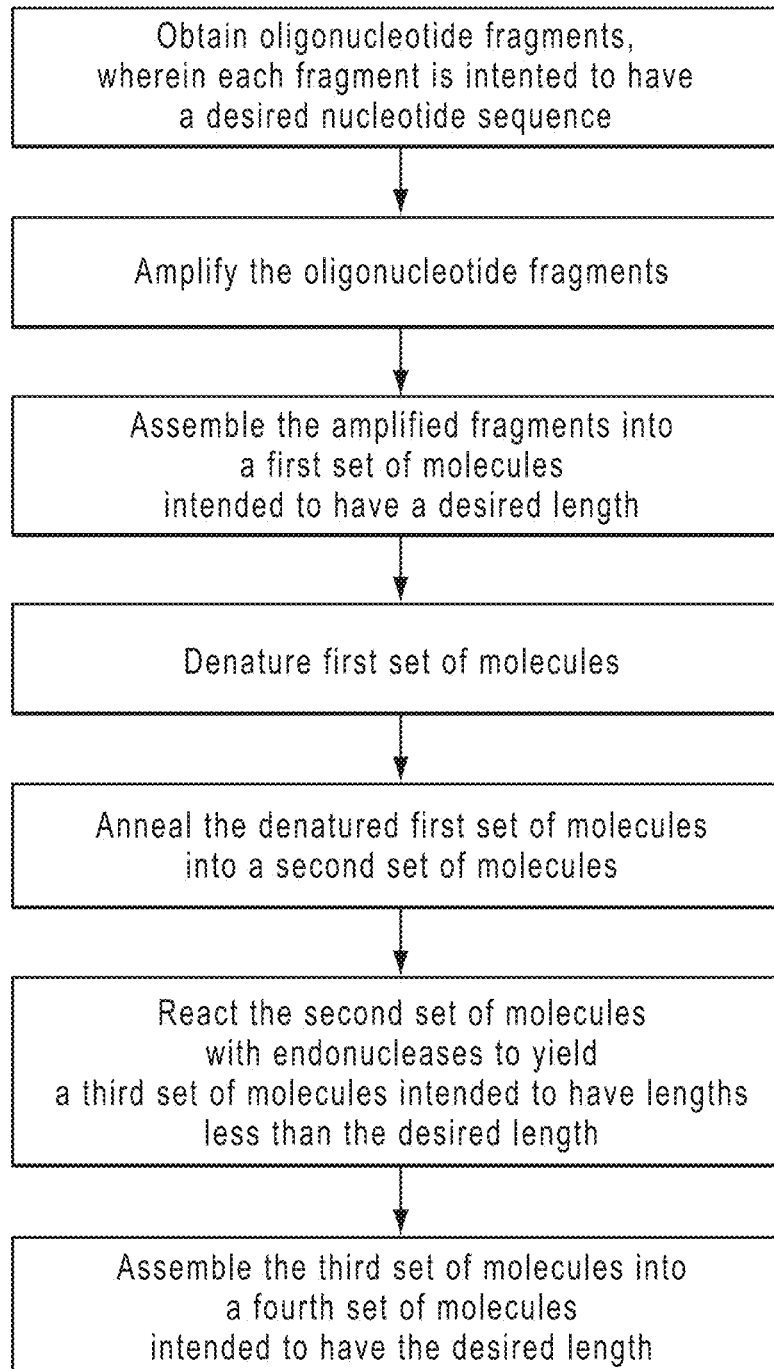 Obtain oligonucleotide fragments,
wherein each fragment is intented to have
a desired nucleotide sequence
Amplify the oligonucleotide fragments
Assemble the amplified fragments into
a first set of molecules
intended to have a desired length
Denature first set of molecules
Anneal the denatured first set of molecules
into a second set of molecules
React the second set of molecules
with endonucleases to yield
a third set of molecules intended to have lengths
less than the desired length
Assemble the third set of molecules into
a fourth set of molecules
intended to have the desired length